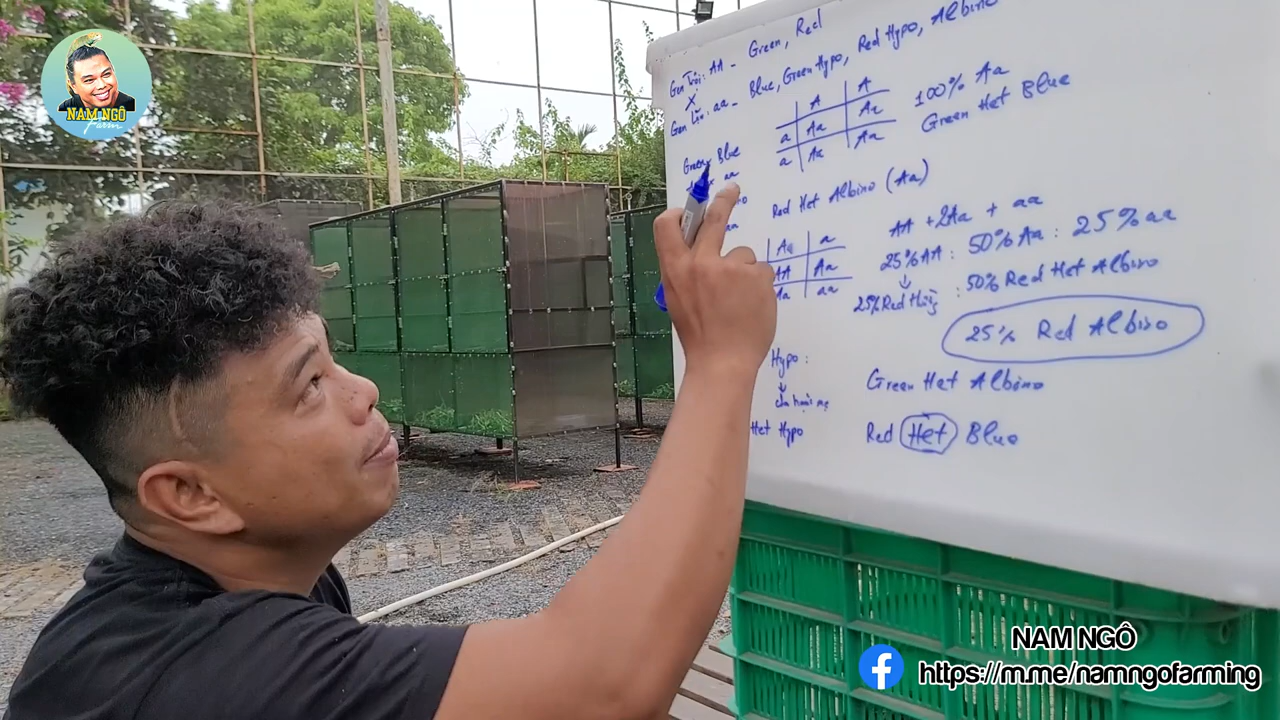 NAM NGÔ
Farm
Gen Trội: AA - Green, Red
X
Gen Lặn: aa - Blue, Green Hypo, Red Hypo, Albino
A A
a Aa Aa
a Aa Aa
100% Aa
Green Het Blue
Green Blue
aa
Red Het Albino (Aa)
AA + 2Aa + aa
25% AA : 50% Aa : 25% aa
25% Red : 50% Red Het Albino
25% Red Albino
a
AA Aa
aa
Hypo :
Het Hypo
Green Het Albino
Red Het Blue
NAM NGÔ
https://m.me/namngofarming